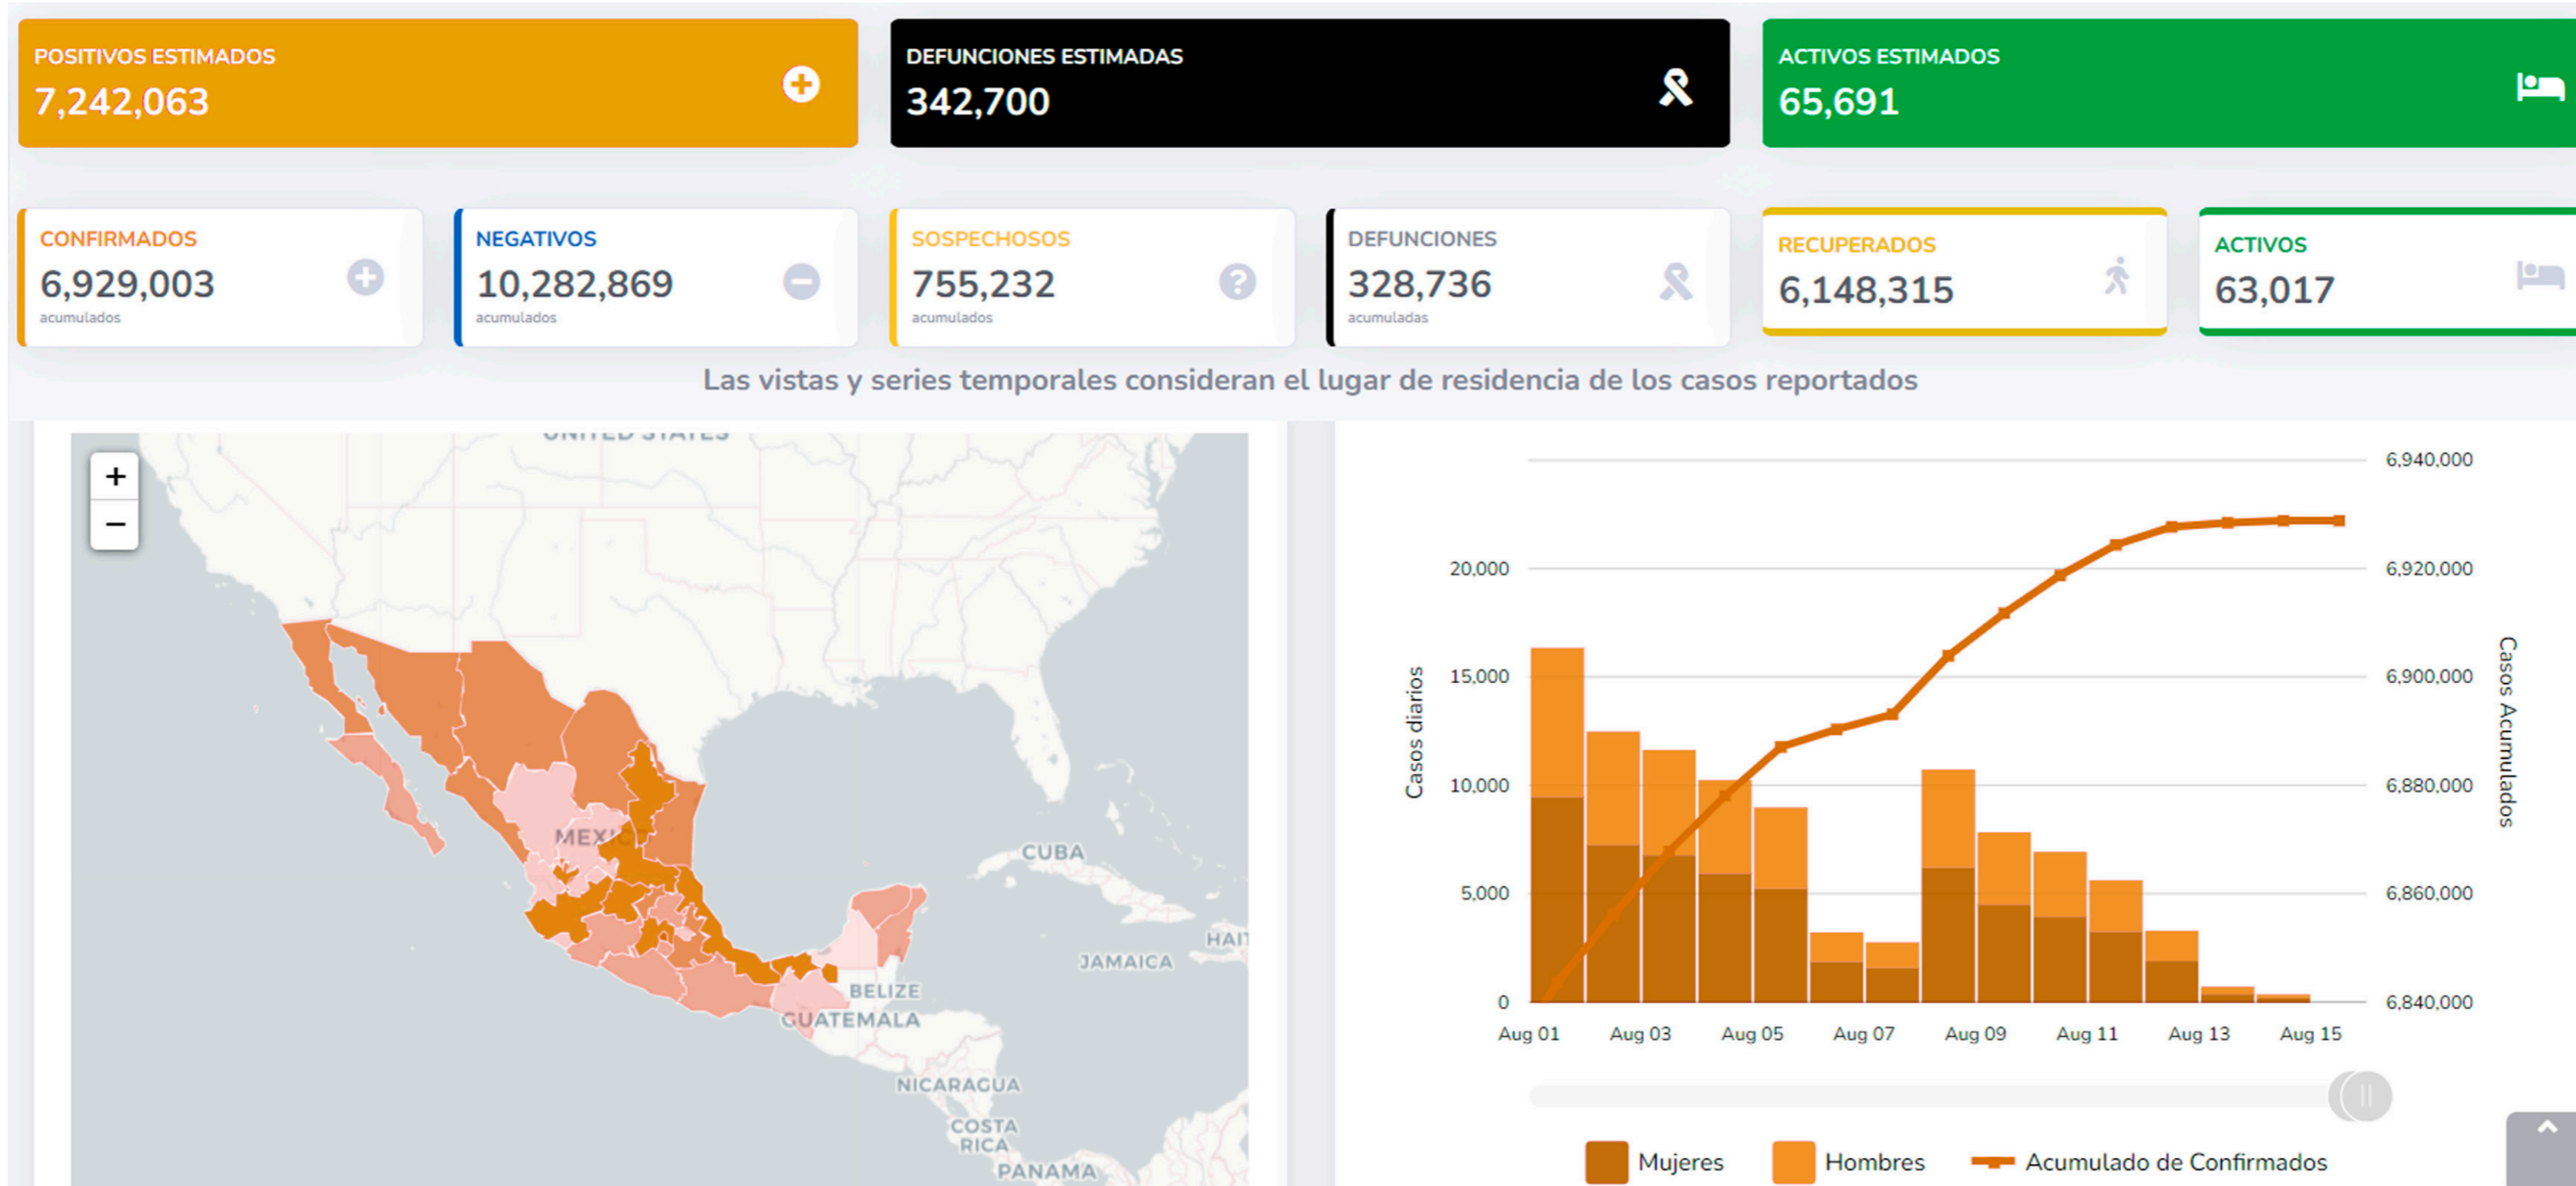 POSITIVOS ESTIMADOS
7,242,063
DEFUNCIONES ESTIMADAS
342,700
ACTIVOS ESTIMADOS
65,691
CONFIRMADOS
6,929,003
acumulados
NEGATIVOS
10,282,869
acumulados
SOSPECHOSOS
755,232
acumulados
DEFUNCIONES
328,736
acumuladas
RECUPERADOS
6,148,315
ACTIVOS
63,017
Las vistas y series temporales consideran el lugar de residencia de los casos reportados
+
−
UNITED STATES
MEXICO
CUBA
HAIT
JAMAICA
BELIZE
GUATEMALA
NICARAGUA
COSTA
RICA
PANAMA
Casos diarios
20,000
15,000
10,000
5,000
0
6,940,000
6,920,000
6,900,000
6,880,000
6,860,000
6,840,000
Casos Acumulados
Aug 01 Aug 03 Aug 05 Aug 07 Aug 09 Aug 11 Aug 13 Aug 15
Mujeres Hombres Acumulado de Confirmados